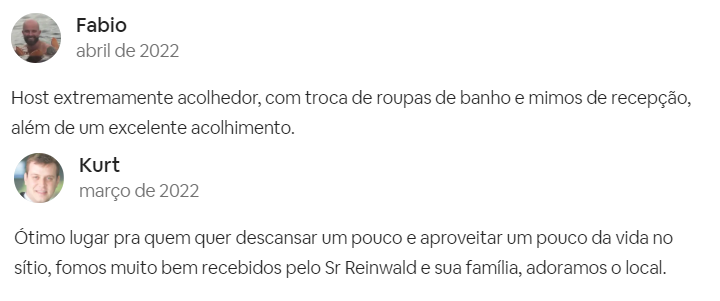 Fabio
abril de 2022
Host extremamente acolhedor, com troca de roupas de banho e mimos de recepção,
além de um excelente acolhimento.
Kurt
março de 2022
Ótimo lugar pra quem quer descansar um pouco e aproveitar um pouco da vida no
sítio, fomos muito bem recebidos pelo Sr Reinwald e sua família, adoramos o local.